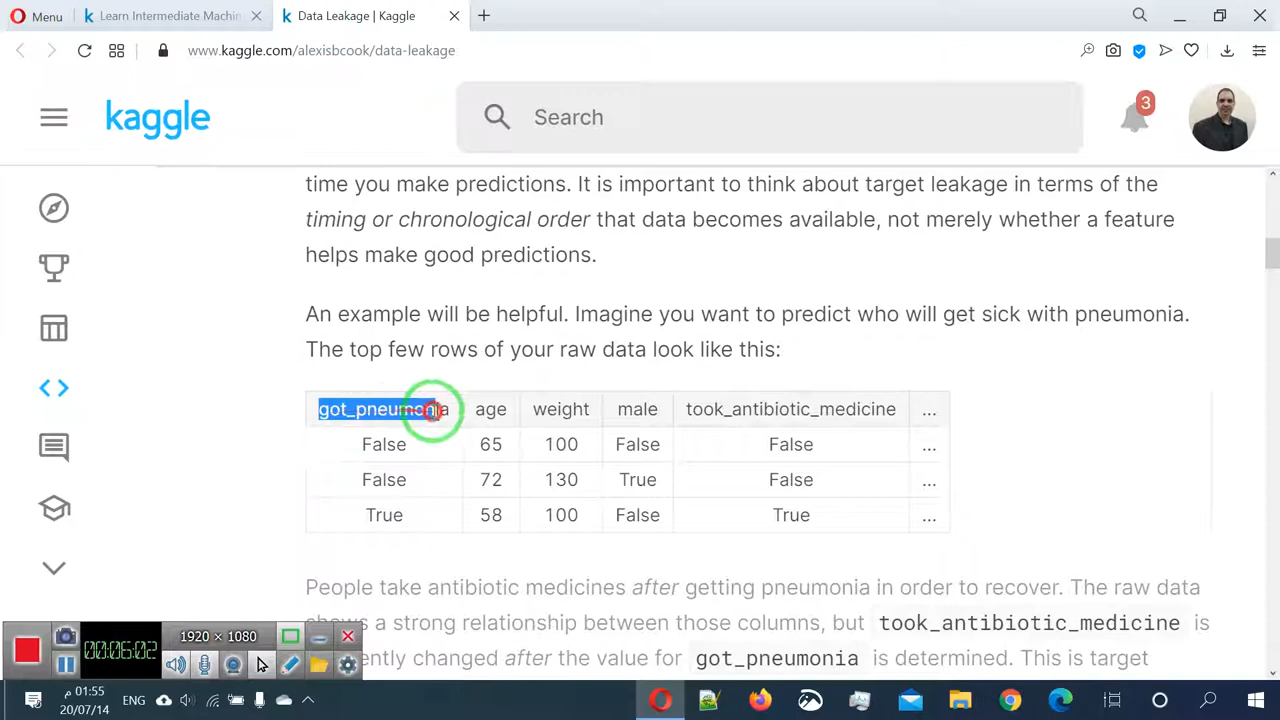 Menu
Learn Intermediate Machin
Data Leakage | Kaggle
www.kaggle.com/alexisbcook/data-leakage
kaggle
Search
3
time you make predictions. It is important to think about target leakage in terms of the
timing or chronological order that data becomes available, not merely whether a feature
helps make good predictions.
An example will be helpful. Imagine you want to predict who will get sick with pneumonia.
The top few rows of your raw data look like this:
got_pneumonia age weight male took_antibiotic_medicine ...
False 65 100 False False ...
False 72 130 True False ...
True 58 100 False True ...
People take antibiotic medicines after getting pneumonia in order to recover. The raw data
a strong relationship between those columns, but took_antibiotic_medicine is
changed after the value for got_pneumonia is determined. This is target
00:06:02
1920 × 1080
01:55 م
ENG
20/07/14